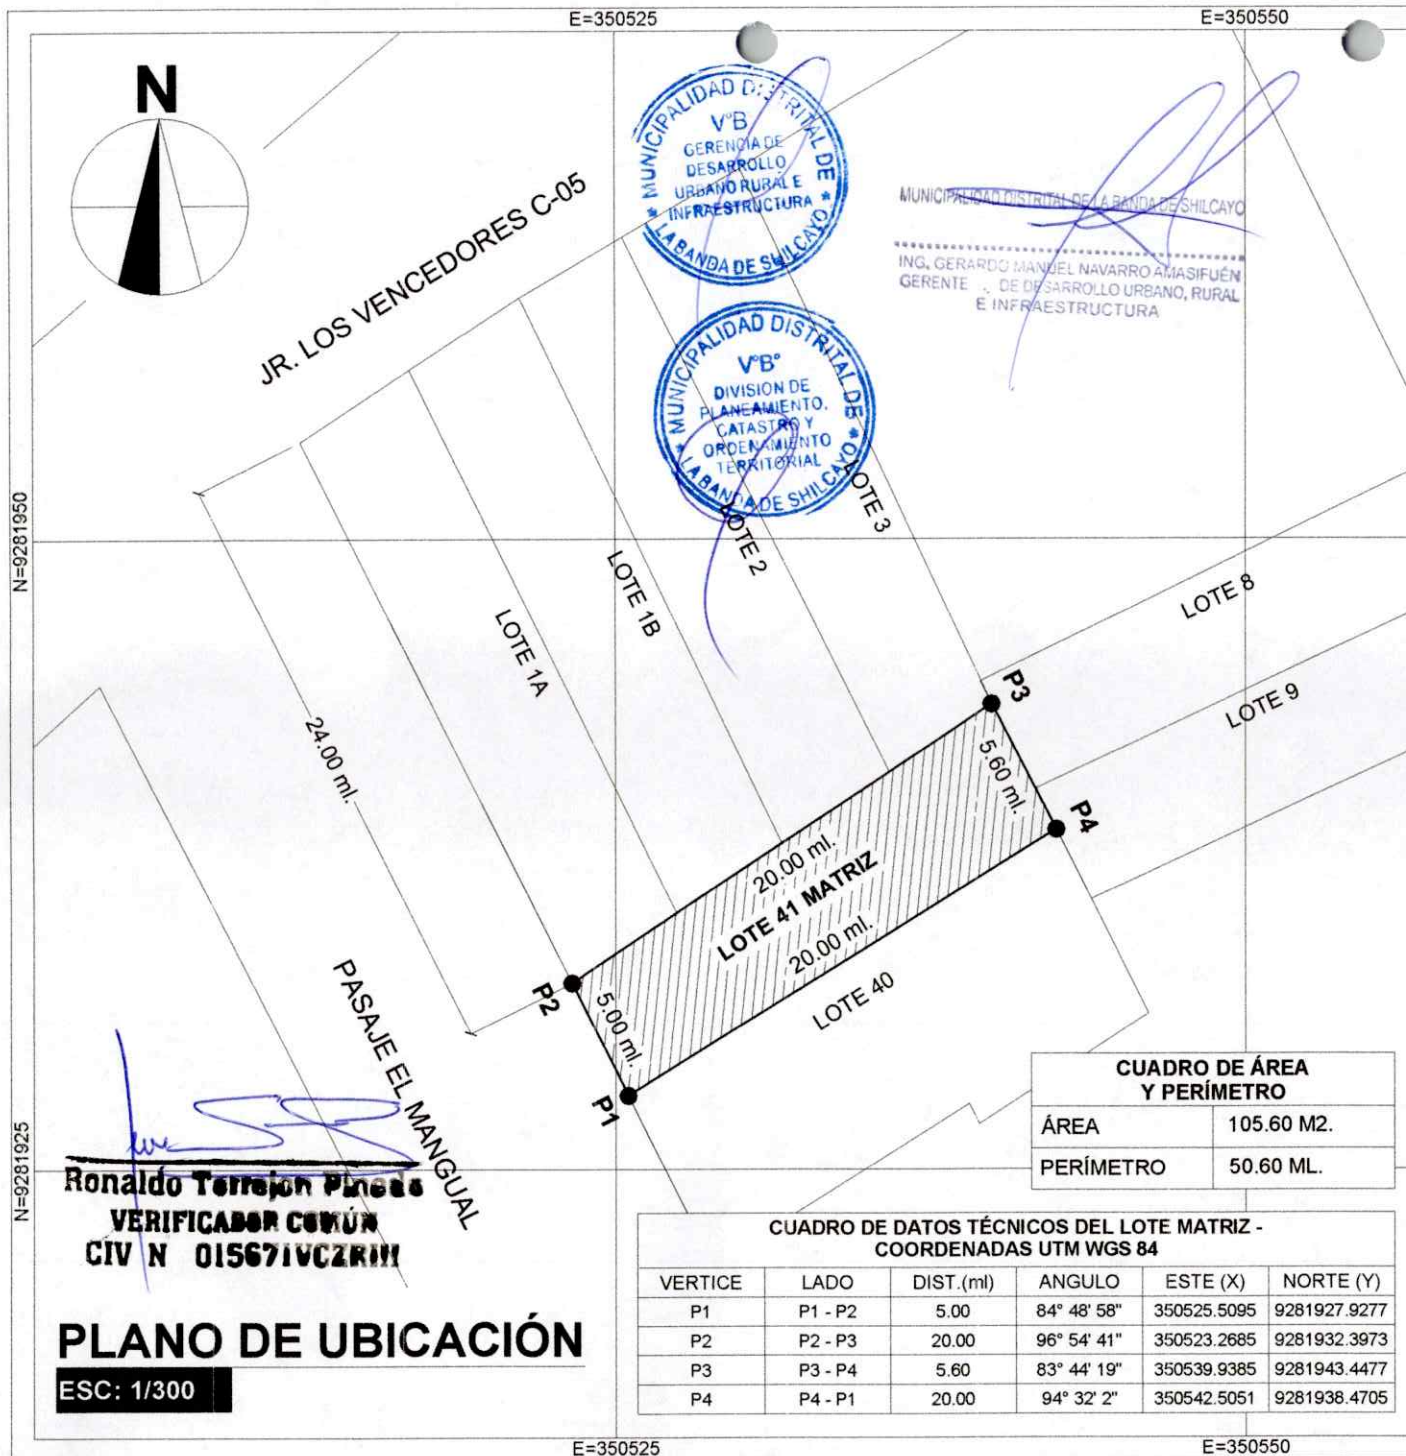 E=350525
E=350550
N
MUNICIPALIDAD DISTRITAL DE
V°B
GERENCIA DE
DESARROLLO
URBANO RURAL E
INFRAESTRUCTURA
* LA BANDA DE SHILCAYO *
MUNICIPALIDAD DISTRITAL DE LA BANDA DE SHILCAYO
ING. GERARDO MANUEL NAVARRO AMASIFUÉN
GERENTE DE DESARROLLO URBANO, RURAL
E INFRAESTRUCTURA
JR. LOS VENCEDORES C-05
MUNICIPALIDAD DISTRITAL DE
V°B°
DIVISION DE
PLANEAMIENTO,
CATASTRO Y
ORDENAMIENTO
TERRITORIAL
* LA BANDA DE SHILCAYO *
N=9281950
LOTE 3
LOTE 2
LOTE 1B
LOTE 1A
LOTE 8
LOTE 9
24.00 ml.
P3
5.60 ml.
P4
20.00 ml.
LOTE 41 MATRIZ
20.00 ml.
LOTE 40
P2
5.00 ml.
P1
PASAJE EL MANGUAL
N=9281925
CUADRO DE ÁREA
Y PERÍMETRO
ÁREA 105.60 M2.
PERÍMETRO 50.60 ML.
Ronaldo Torrejon Pinedo
VERIFICADOR COMÚN
CIV N 015671VCZRIII
CUADRO DE DATOS TÉCNICOS DEL LOTE MATRIZ -
COORDENADAS UTM WGS 84
VERTICE LADO DIST.(ml) ANGULO ESTE (X) NORTE (Y)
P1 P1 - P2 5.00 84° 48' 58" 350525.5095 9281927.9277
P2 P2 - P3 20.00 96° 54' 41" 350523.2685 9281932.3973
P3 P3 - P4 5.60 83° 44' 19" 350539.9385 9281943.4477
P4 P4 - P1 20.00 94° 32' 2" 350542.5051 9281938.4705
PLANO DE UBICACIÓN
ESC: 1/300
E=350525
E=350550